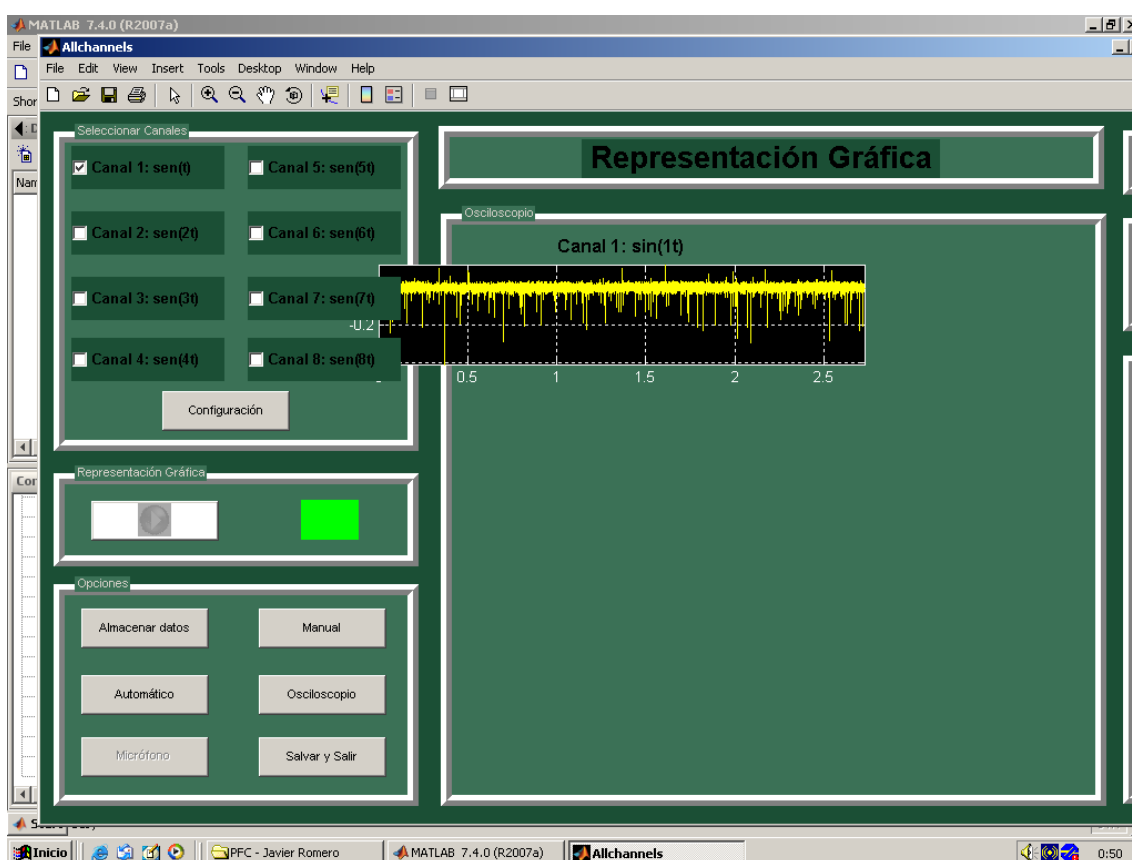 MATLAB 7.4.0 (R2007a)
File
Allchannels
File Edit View Insert Tools Desktop Window Help
Shor
Seleccionar Canales
Canal 1: sen(t)
Canal 5: sen(5t)
Canal 2: sen(2t)
Canal 6: sen(6t)
Canal 3: sen(3t)
Canal 7: sen(7t)
Canal 4: sen(4t)
Canal 8: sen(8t)
Configuración
Representación Gráfica
Osciloscopio
Canal 1: sin(1t)
-0.2
0.5 1 1.5 2 2.5
Representación Gráfica
Opciones
Almacenar datos
Manual
Automático
Osciloscopio
Micrófono
Salvar y Salir
Inicio
PFC - Javier Romero
MATLAB 7.4.0 (R2007a)
Allchannels
0:50